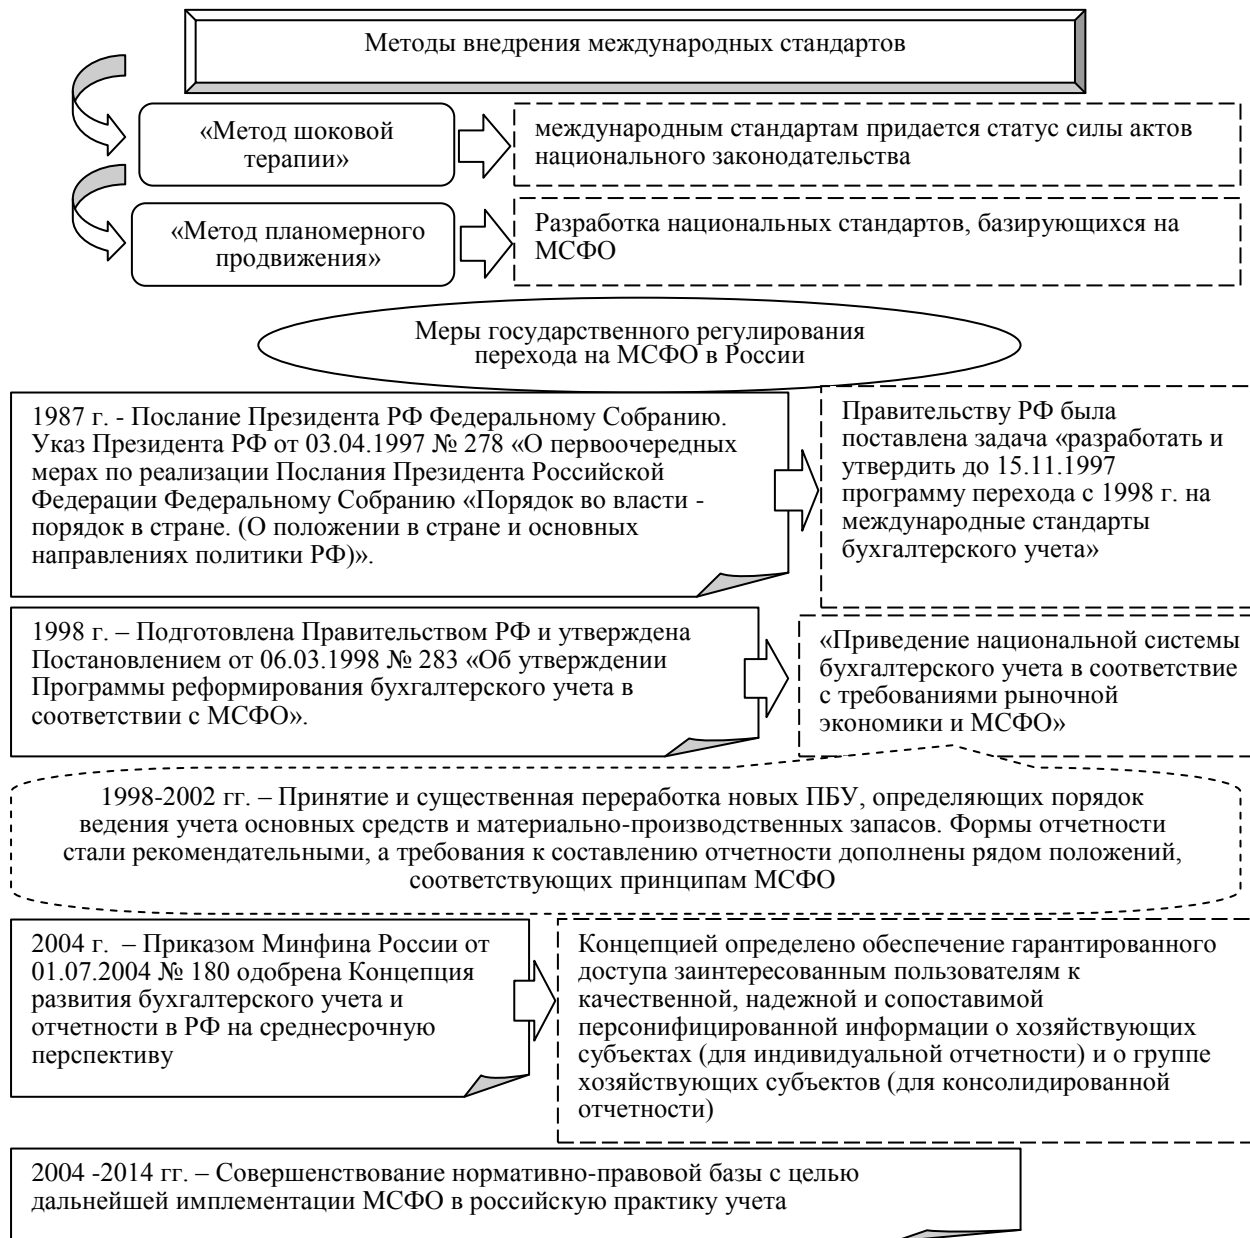 Методы внедрения международных стандартов
«Метод шоковой
терапии»
международным стандартам придается статус силы актов
национального законодательства
«Метод планомерного
продвижения»
Разработка национальных стандартов, базирующихся на
МСФО
Меры государственного регулирования
перехода на МСФО в России
1987 г. - Послание Президента РФ Федеральному Собранию.
Указ Президента РФ от 03.04.1997 № 278 «О первоочередных
мерах по реализации Послания Президента Российской
Федерации Федеральному Собранию «Порядок во власти -
порядок в стране. (О положении в стране и основных
направлениях политики РФ)».
Правительству РФ была
поставлена задача «разработать и
утвердить до 15.11.1997
программу перехода с 1998 г. на
международные стандарты
бухгалтерского учета»
1998 г. – Подготовлена Правительством РФ и утверждена
Постановлением от 06.03.1998 № 283 «Об утверждении
Программы реформирования бухгалтерского учета в
соответствии с МСФО».
«Приведение национальной системы
бухгалтерского учета в соответствие
с требованиями рыночной
экономики и МСФО»
1998-2002 гг. – Принятие и существенная переработка новых ПБУ, определяющих порядок
ведения учета основных средств и материально-производственных запасов. Формы отчетности
стали рекомендательными, а требования к составлению отчетности дополнены рядом положений,
соответствующих принципам МСФО
2004 г. – Приказом Минфина России от
01.07.2004 № 180 одобрена Концепция
развития бухгалтерского учета и
отчетности в РФ на среднесрочную
перспективу
Концепцией определено обеспечение гарантированного
доступа заинтересованным пользователям к
качественной, надежной и сопоставимой
персонифицированной информации о хозяйствующих
субъектах (для индивидуальной отчетности) и о группе
хозяйствующих субъектов (для консолидированной
отчетности)
2004 -2014 гг. – Совершенствование нормативно-правовой базы с целью
дальнейшей имплементации МСФО в российскую практику учета